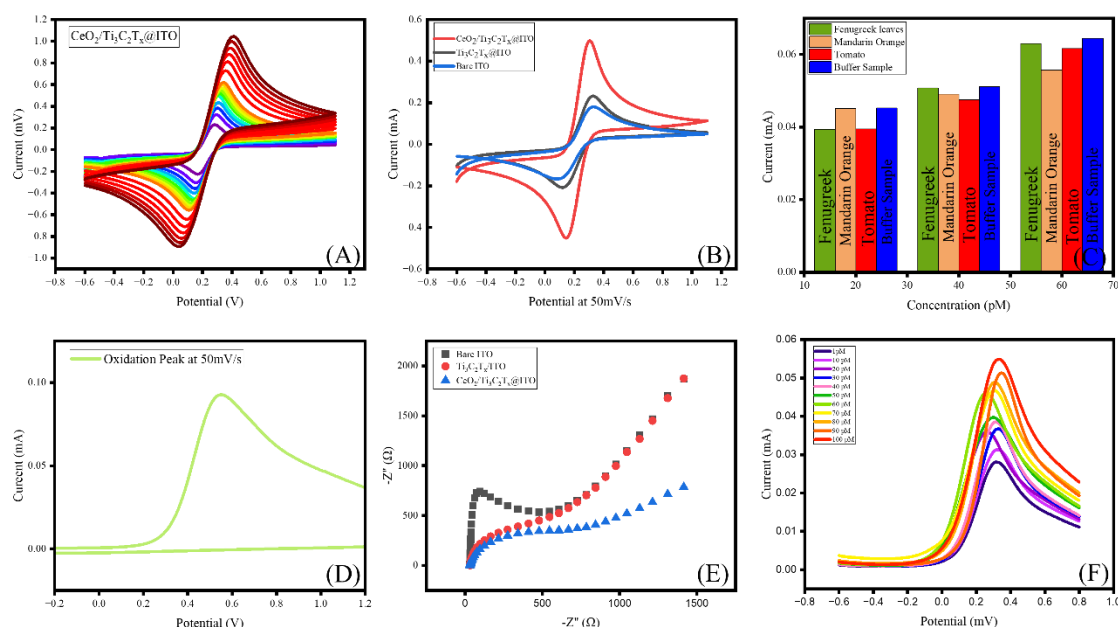 CeO₂/Ti₃C₂Tₓ@ITO
1.2
1.0
0.8
0.6
0.4
0.2
0.0
0.2
0.4
0.6
0.8
1.0
1.2
Current (mV)
−0.8 −0.6 −0.4 −0.2 0.0 0.2 0.4 0.6 0.8 1.0 1.2
Potential (V)
(A)
CeO₂/Ti₃C₂Tₓ@ITO
Ti₃C₂Tₓ@ITO
Bare ITO
0.6
0.4
0.2
0.0
−0.2
−0.4
−0.6
Current (mA)
−0.8 −0.6 −0.4 −0.2 0.0 0.2 0.4 0.6 0.8 1.0 1.2
Potential at 50mV/s
(B)
Fenugreek leaves
Mandarin Orange
Tomato
Buffer Sample
0.06
0.04
0.02
0.00
Current (mA)
Fenugreek
Mandarin Orange
Tomato
Buffer Sample
Fenugreek
Mandarin Orange
Tomato
Buffer Sample
Fenugreek
Mandarin Orange
Tomato
Buffer Sample
10 20 30 40 50 60 70
Concentration (pM)
(C)
Oxidation Peak at 50mV/s
0.10
0.05
0.00
Current (mA)
−0.2 0.0 0.2 0.4 0.6 0.8 1.0 1.2
Potential (V)
(D)
Bare ITO
Ti₃C₂Tₓ/ITO
CeO₂/Ti₃C₂Tₓ@ITO
2000
1500
1000
500
0
-Z" (Ω)
0 500 1000 1500
-Z" (Ω)
(E)
1pM
10 pM
20 pM
30 pM
40 pM
50 pM
60 pM
70 pM
80 pM
90 pM
100 pM
0.06
0.05
0.04
0.03
0.02
0.01
0.00
Current (mA)
−0.8 −0.6 −0.4 −0.2 0.0 0.2 0.4 0.6 0.8 1.0
Potential (mV)
(F)